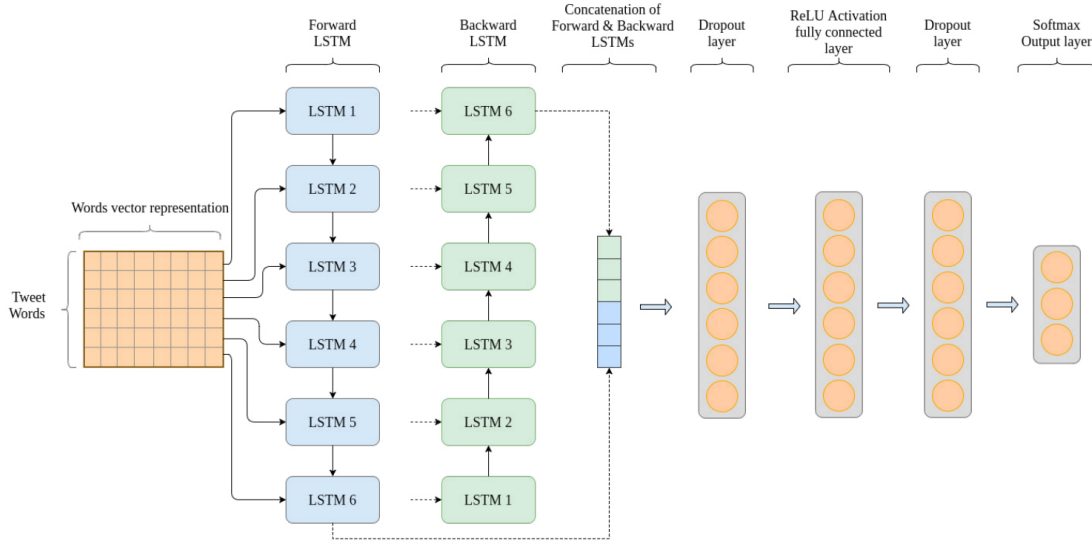 Forward
LSTM
Backward
LSTM
Concatenation of
Forward & Backward
LSTMs
Dropout
layer
ReLU Activation
fully connected
layer
Dropout
layer
Softmax
Output layer
Words vector representation
Tweet
Words
LSTM 1
LSTM 2
LSTM 3
LSTM 4
LSTM 5
LSTM 6
LSTM 6
LSTM 5
LSTM 4
LSTM 3
LSTM 2
LSTM 1